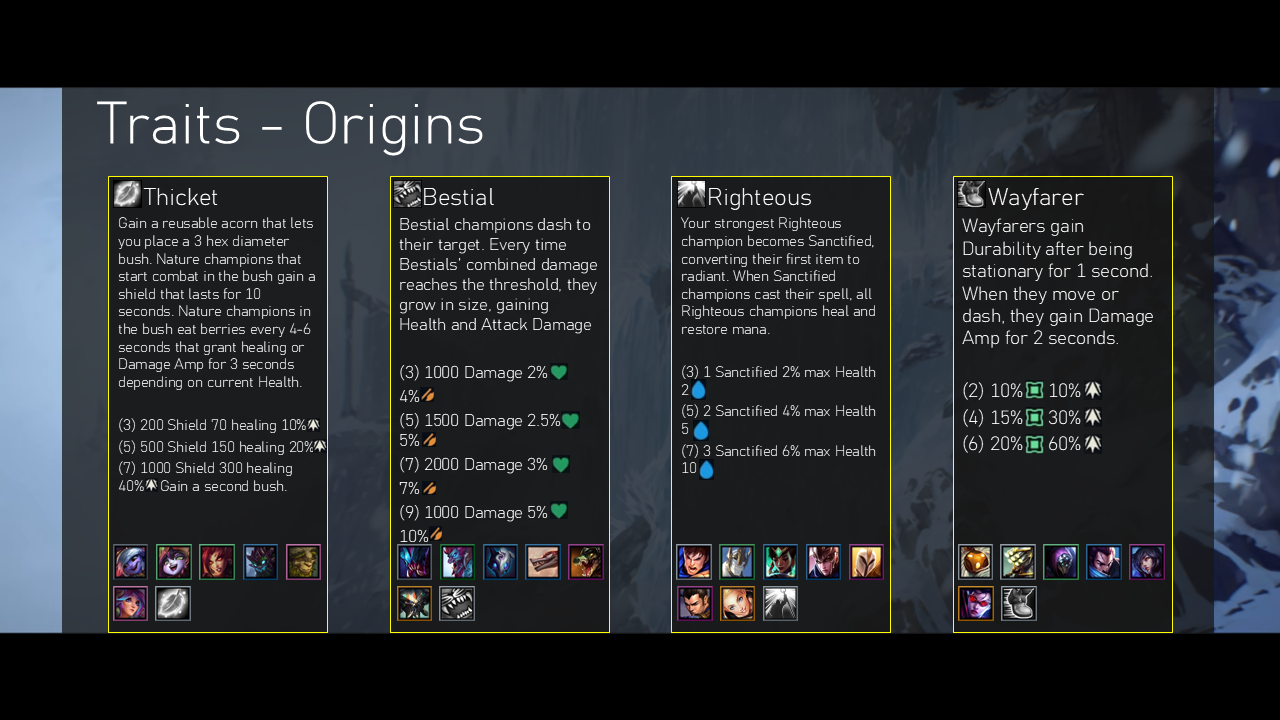 Traits - Origins
Thicket
Gain a reusable acorn that lets
you place a 3 hex diameter
bush. Nature champions that
start combat in the bush gain a
shield that lasts for 10
seconds. Nature champions in
the bush eat berries every 4-6
seconds that grant healing or
Damage Amp for 3 seconds
depending on current Health.
(3) 200 Shield 70 healing 10%
(5) 500 Shield 150 healing 20%
(7) 1000 Shield 300 healing
40% Gain a second bush.
Bestial
Bestial champions dash to
their target. Every time
Bestials' combined damage
reaches the threshold, they
grow in size, gaining
Health and Attack Damage
(3) 1000 Damage 2%
4%
(5) 1500 Damage 2.5%
5%
(7) 2000 Damage 3%
7%
(9) 1000 Damage 5%
10%
Righteous
Your strongest Righteous
champion becomes Sanctified,
converting their first item to
radiant. When Sanctified
champions cast their spell, all
Righteous champions heal and
restore mana.
(3) 1 Sanctified 2% max Health
2
(5) 2 Sanctified 4% max Health
5
(7) 3 Sanctified 6% max Health
10
Wayfarer
Wayfarers gain
Durability after being
stationary for 1 second.
When they move or
dash, they gain Damage
Amp for 2 seconds.
(2) 10% 10%
(4) 15% 30%
(6) 20% 60%